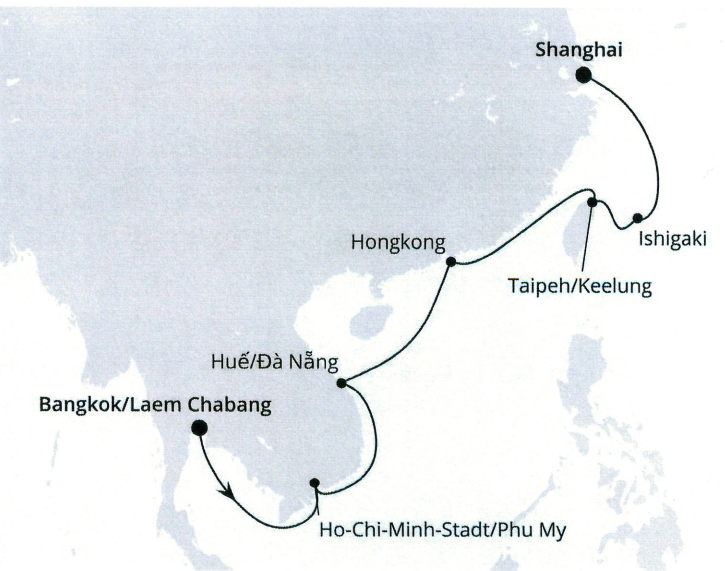 Shanghai
Ishigaki
Hongkong
Taipeh/Keelung
Huế/Đà Nẵng
Bangkok/Laem Chabang
Ho-Chi-Minh-Stadt/Phu My